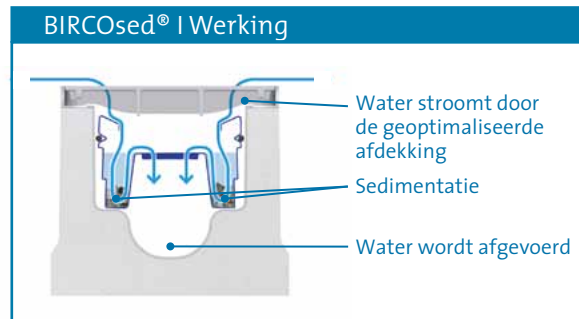 BIRCOsed® I Werking
Water stroomt door
de geoptimaliseerde
afdekking
Sedimentatie
Water wordt afgevoerd